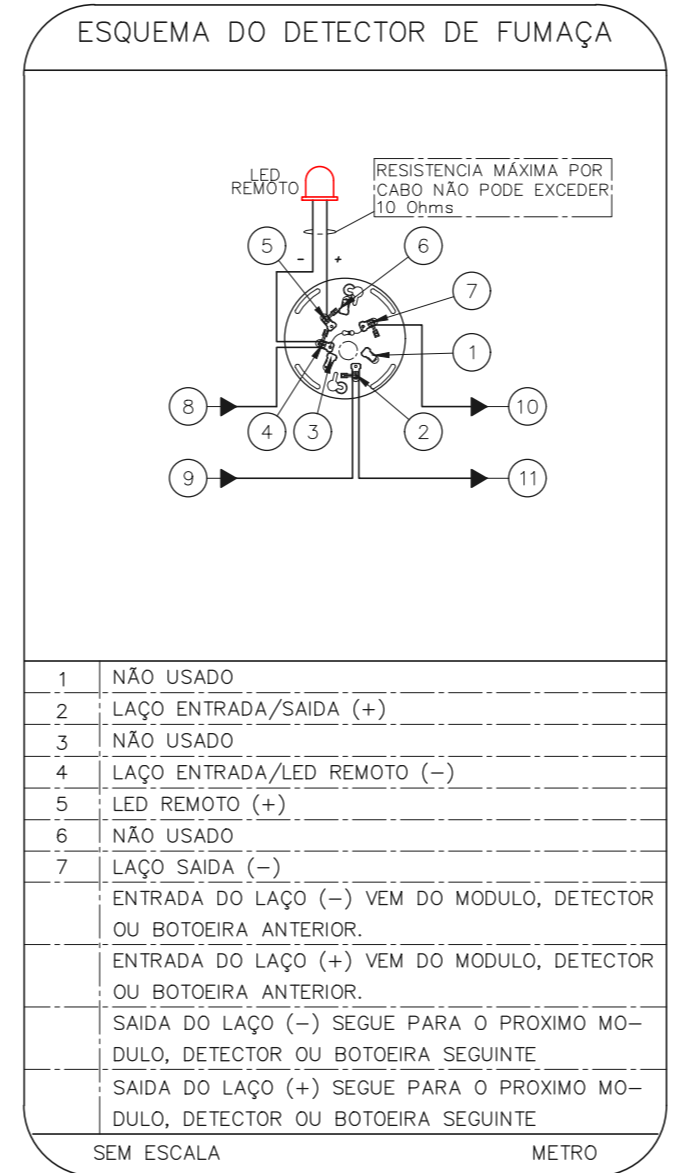 ESQUEMA DO DETECTOR DE FUMAÇA
LED
REMOTO
RESISTENCIA MÁXIMA POR
CABO NÃO PODE EXCEDER
10 Ohms
5
6
- +
7
1
8
10
4
3
2
9
11
1 NÃO USADO
2 LAÇO ENTRADA/SAIDA (+)
3 NÃO USADO
4 LAÇO ENTRADA/LED REMOTO (-)
5 LED REMOTO (+)
6 NÃO USADO
7 LAÇO SAIDA (-)
ENTRADA DO LAÇO (-) VEM DO MODULO, DETECTOR
OU BOTOEIRA ANTERIOR.
ENTRADA DO LAÇO (+) VEM DO MODULO, DETECTOR
OU BOTOEIRA ANTERIOR.
SAIDA DO LAÇO (-) SEGUE PARA O PROXIMO MO-
DULO, DETECTOR OU BOTOEIRA SEGUINTE
SAIDA DO LAÇO (+) SEGUE PARA O PROXIMO MO-
DULO, DETECTOR OU BOTOEIRA SEGUINTE
SEM ESCALA METRO